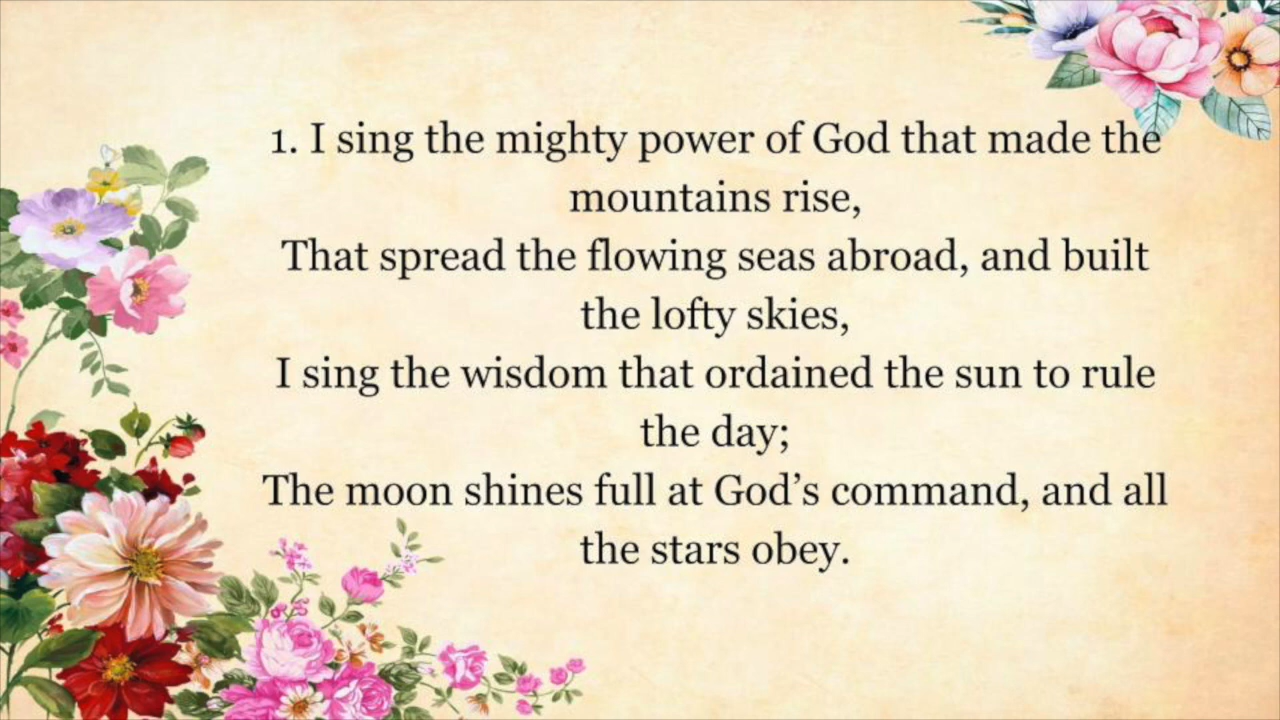 1. I sing the mighty power of God that made the
mountains rise,
That spread the flowing seas abroad, and built
the lofty skies,
I sing the wisdom that ordained the sun to rule
the day;
The moon shines full at God’s command, and all
the stars obey.